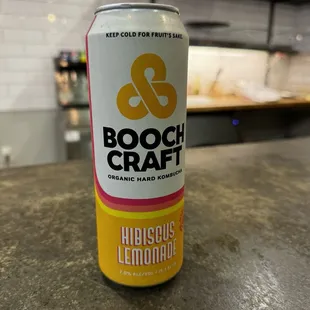 KEEP COLD FOR FRUIT'S SAKE.
BOOCH
CRAFT
ORGANIC HARD KOMBUCHA
HIBISCUS
LEMONADE